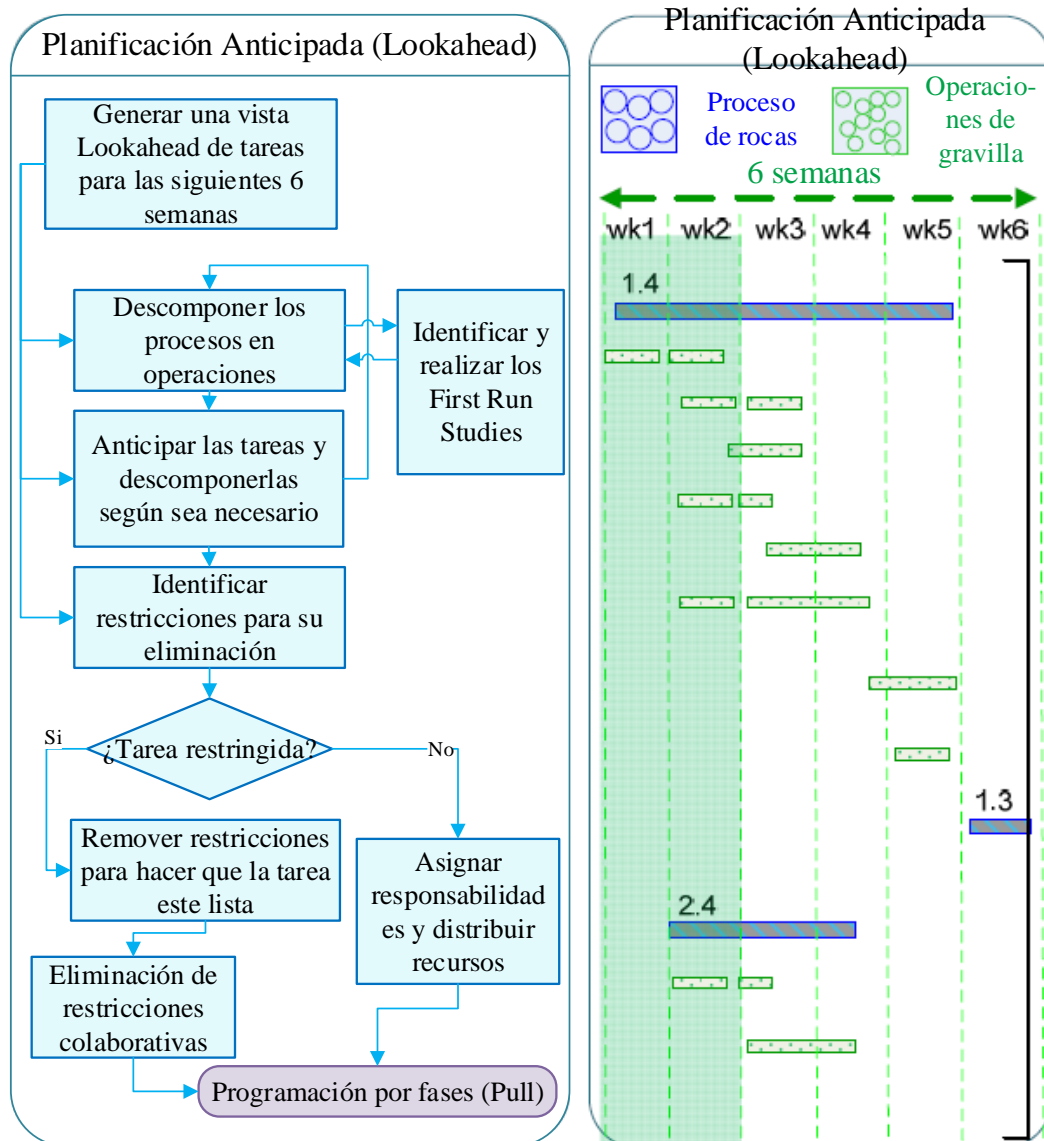 Planificación Anticipada (Lookahead)
Generar una vista
Lookahead de tareas
para las siguientes 6
semanas
Descomponer los
procesos en
operaciones
Identificar y
realizar los
First Run
Studies
Anticipar las tareas y
descomponerlas
según sea necesario
Identificar
restricciones para su
eliminación
¿Tarea restringida?
Si
No
Remover restricciones
para hacer que la tarea
este lista
Asignar
responsabilidad
es y distribuir
recursos
Eliminación de
restricciones
colaborativas
Programación por fases (Pull)
Planificación Anticipada
(Lookahead)
Proceso
de rocas
Operacio-
nes de
gravilla
6 semanas
wk1 wk2 wk3 wk4 wk5 wk6
1.4
1.3
2.4